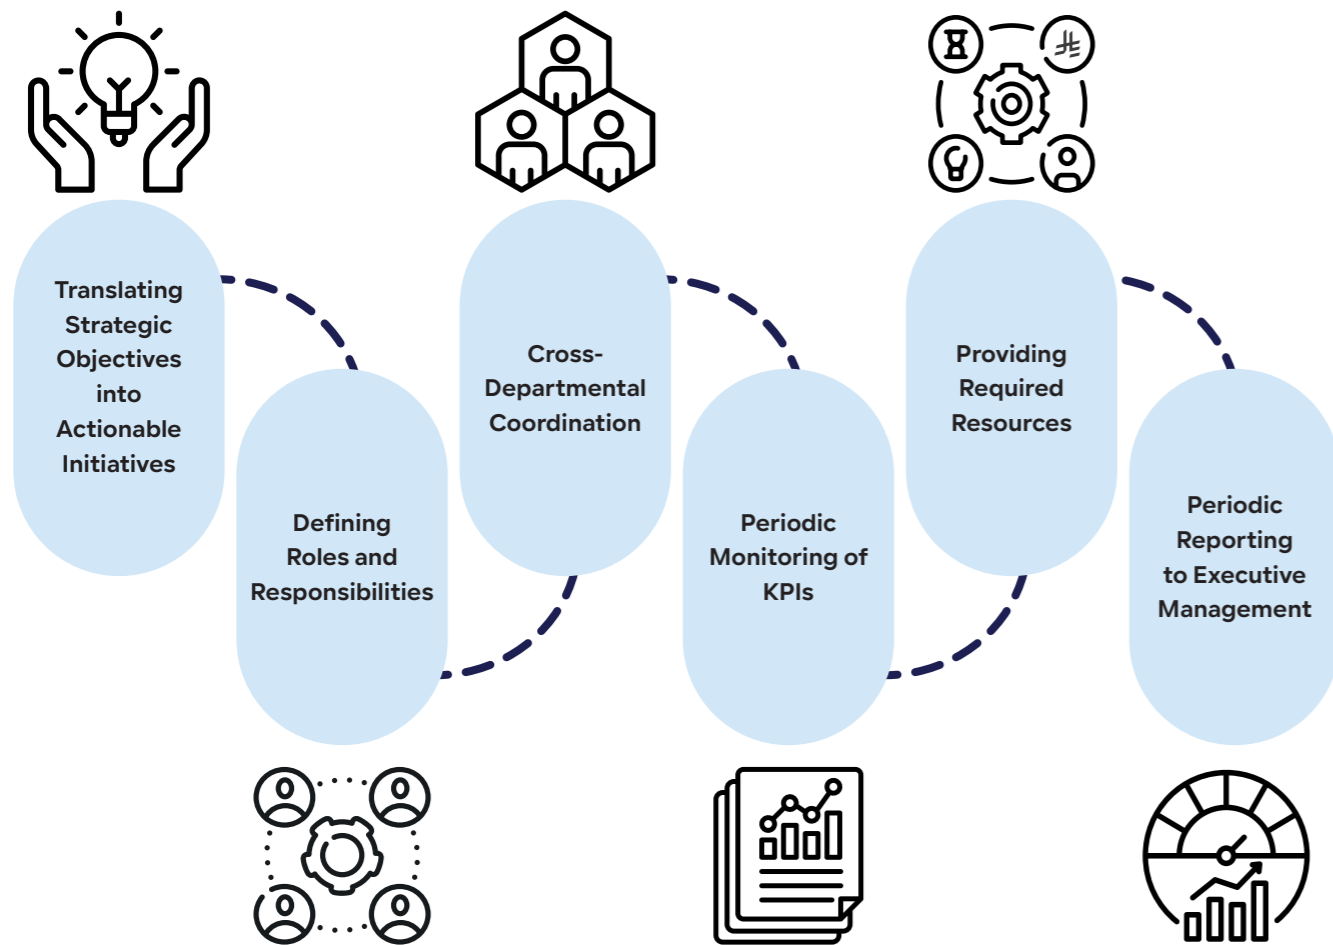 Translating
Strategic
Objectives
into
Actionable
Initiatives
Defining
Roles and
Responsibilities
Cross-
Departmental
Coordination
Periodic
Monitoring of
KPIs
Providing
Required
Resources
Periodic
Reporting
to Executive
Management